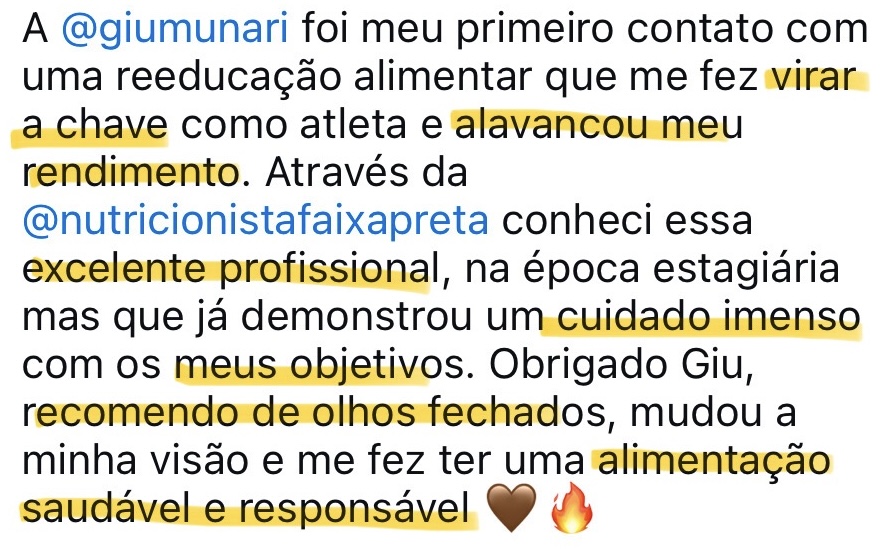 A @giumunari foi meu primeiro contato com
uma reeducação alimentar que me fez virar
a chave como atleta e alavancou meu
rendimento. Através da
@nutricionistafaixapreta conheci essa
excelente profissional, na época estagiária
mas que já demonstrou um cuidado imenso
com os meus objetivos. Obrigado Giu,
recomendo de olhos fechados, mudou a
minha visão e me fez ter uma alimentação
saudável e responsável 🤎 🔥